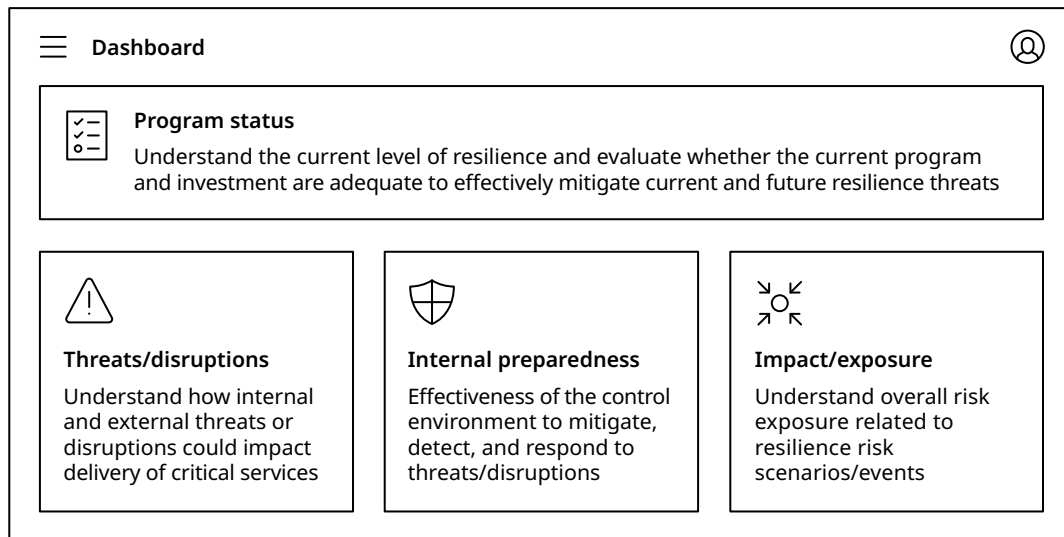 Dashboard
Program status
Understand the current level of resilience and evaluate whether the current program
and investment are adequate to effectively mitigate current and future resilience threats
Threats/disruptions
Understand how internal
and external threats or
disruptions could impact
delivery of critical services
Internal preparedness
Effectiveness of the control
environment to mitigate,
detect, and respond to
threats/disruptions
Impact/exposure
Understand overall risk
exposure related to
resilience risk
scenarios/events